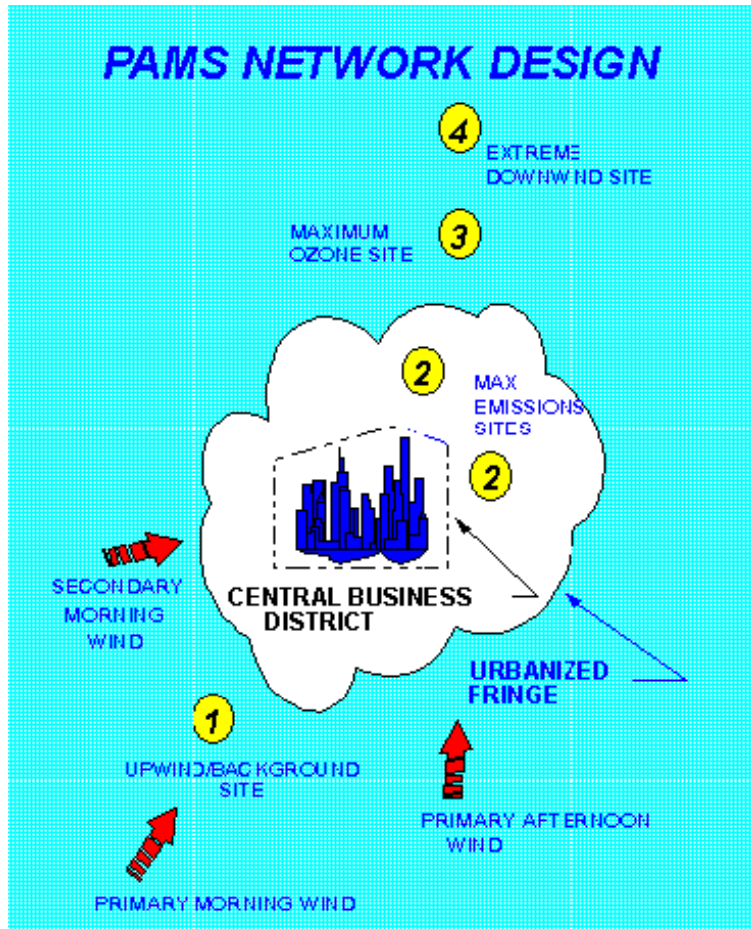 PAMS NETWORK DESIGN
4
EXTREME
DOWNWIND SITE
MAXIMUM
OZONE SITE
3
2
MAX
EMISSIONS
SITES
2
SECONDARY
MORNING
WIND
CENTRAL BUSINESS
DISTRICT
URBANIZED
FRINGE
1
UPWIND/BACKGROUND
SITE
PRIMARY AFTERNOON
WIND
PRIMARY MORNING WIND